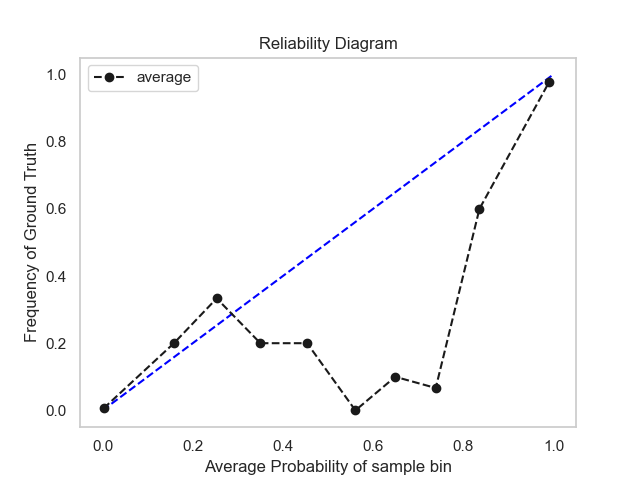 Reliability Diagram
average
Frequency of Ground Truth
1.0
0.8
0.6
0.4
0.2
0.0
0.0 0.2 0.4 0.6 0.8 1.0
Average Probability of sample bin